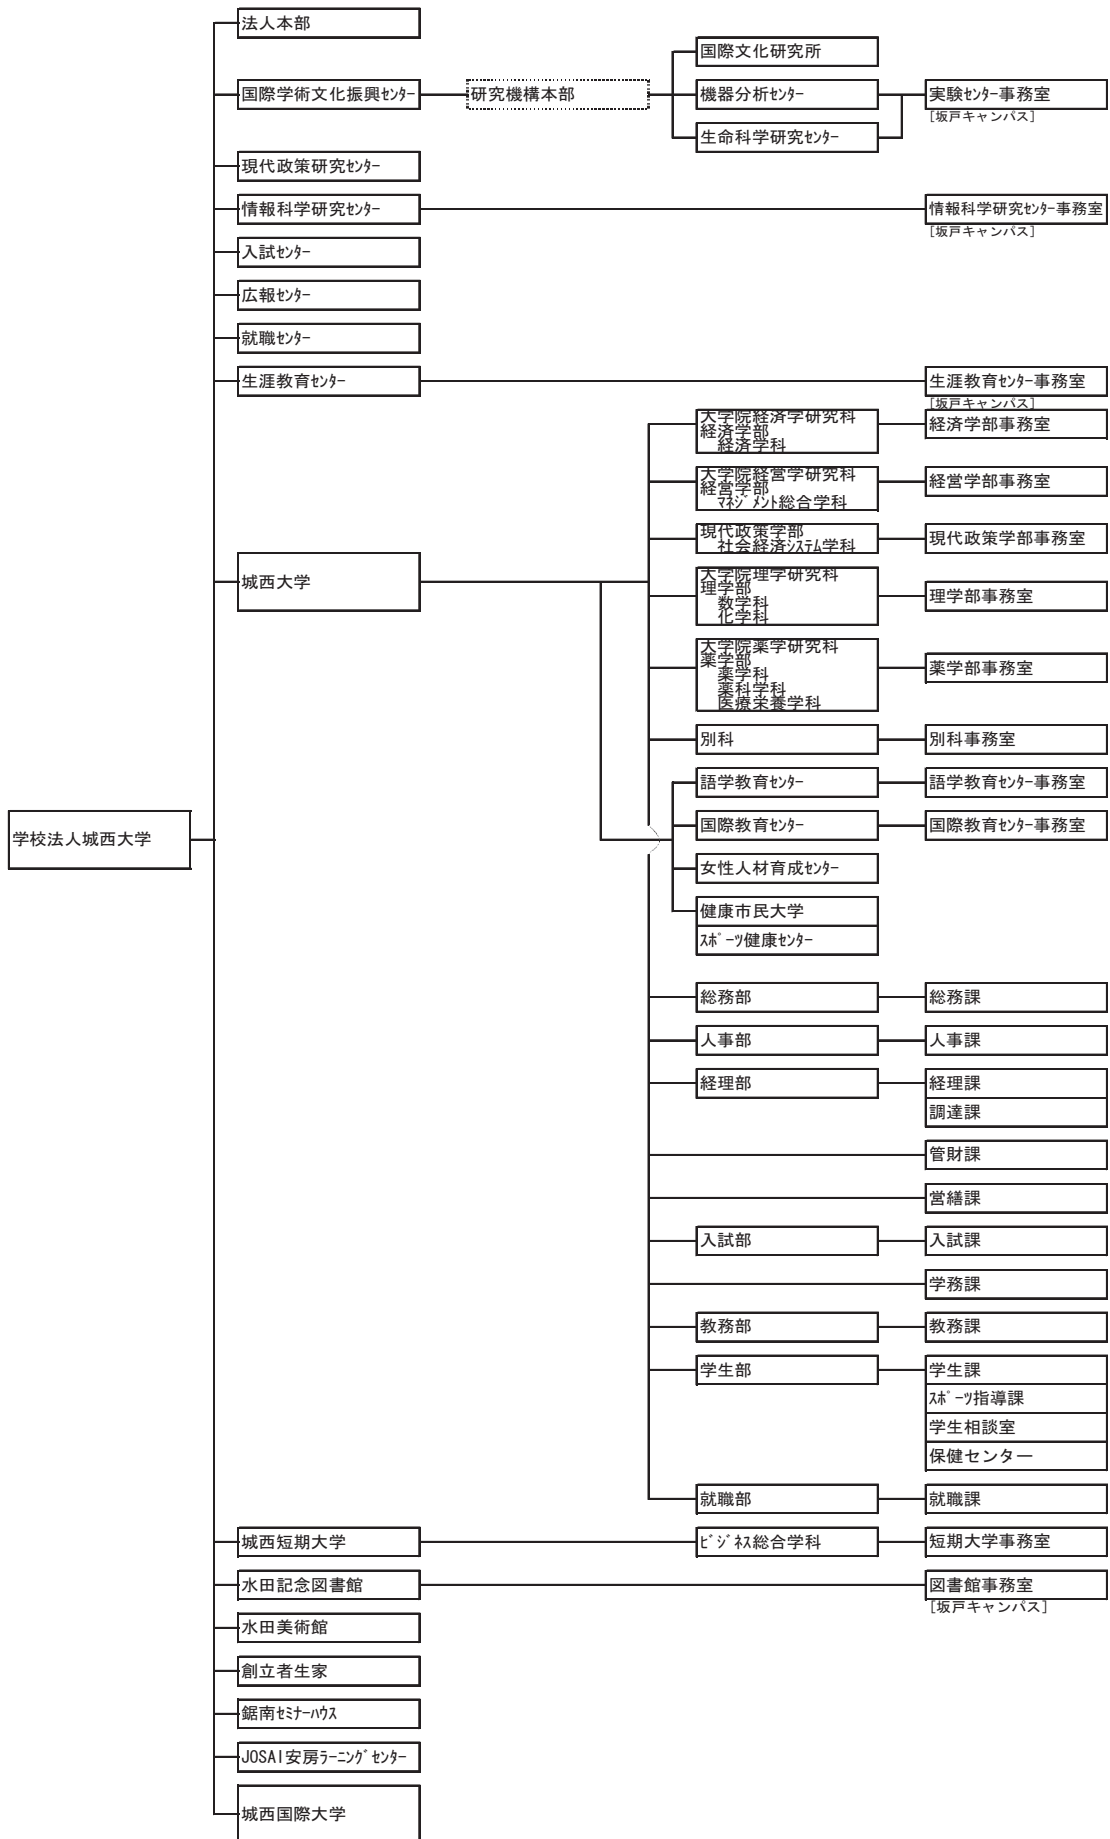 法人本部
国際文化研究所
国際学術文化振興ｾﾝﾀｰ
研究機構本部
機器分析ｾﾝﾀｰ
実験ｾﾝﾀｰ事務室
[坂戸キャンパス]
生命科学研究ｾﾝﾀｰ
現代政策研究ｾﾝﾀｰ
情報科学研究ｾﾝﾀｰ
情報科学研究ｾﾝﾀｰ事務室
[坂戸キャンパス]
入試ｾﾝﾀｰ
広報ｾﾝﾀｰ
就職ｾﾝﾀｰ
生涯教育ｾﾝﾀｰ
生涯教育ｾﾝﾀｰ事務室
[坂戸キャンパス]
大学院経済学研究科
経済学部
経済学科
経済学部事務室
大学院経営学研究科
経営学部
ﾏﾈｼﾞﾒﾝﾄ総合学科
経営学部事務室
現代政策学部
社会経済ｼｽﾃﾑ学科
現代政策学部事務室
城西大学
大学院理学研究科
理学部
数学科
化学科
理学部事務室
大学院薬学研究科
薬学部
薬学科
薬科学科
医療栄養学科
薬学部事務室
別科
別科事務室
語学教育ｾﾝﾀｰ
語学教育ｾﾝﾀｰ事務室
学校法人城西大学
国際教育ｾﾝﾀｰ
国際教育ｾﾝﾀｰ事務室
女性人材育成ｾﾝﾀｰ
健康市民大学
ｽﾎﾟｰﾂ健康ｾﾝﾀｰ
総務部
総務課
人事部
人事課
経理部
経理課
調達課
管財課
営繕課
入試部
入試課
学務課
教務部
教務課
学生部
学生課
ｽﾎﾟｰﾂ指導課
学生相談室
保健センター
就職部
就職課
城西短期大学
ﾋﾞｼﾞﾈｽ総合学科
短期大学事務室
水田記念図書館
図書館事務室
[坂戸キャンパス]
水田美術館
創立者生家
鋸南ｾﾐﾅｰﾊｳｽ
JOSAI安房ﾗｰﾆﾝｸﾞｾﾝﾀｰ
城西国際大学